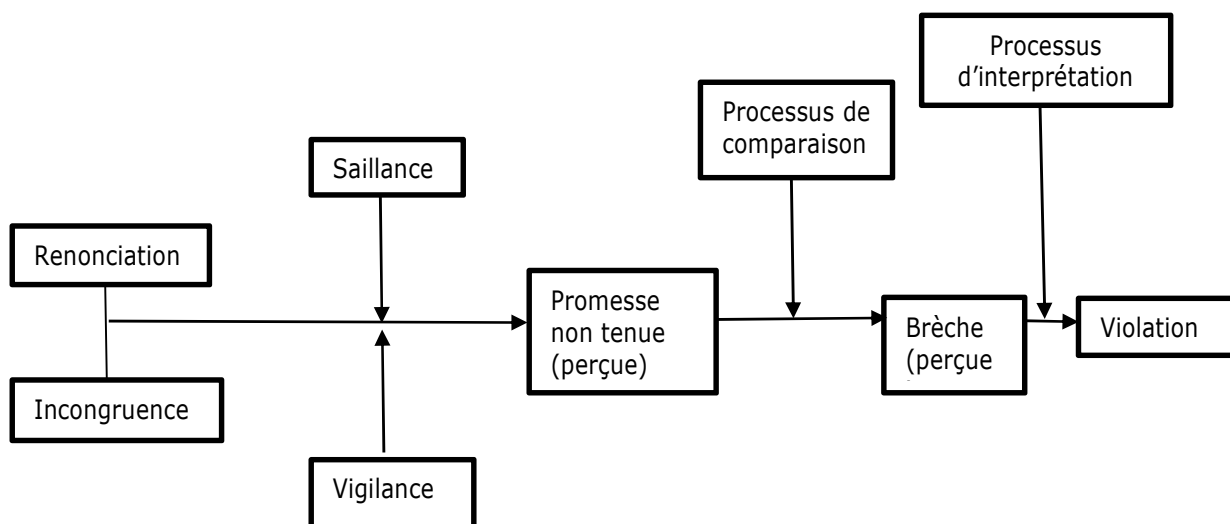 Processus
d'interprétation
Processus de
comparaison
Saillance
Renonciation
Promesse
non tenue
(perçue)
Brèche
(perçue
Violation
Incongruence
Vigilance